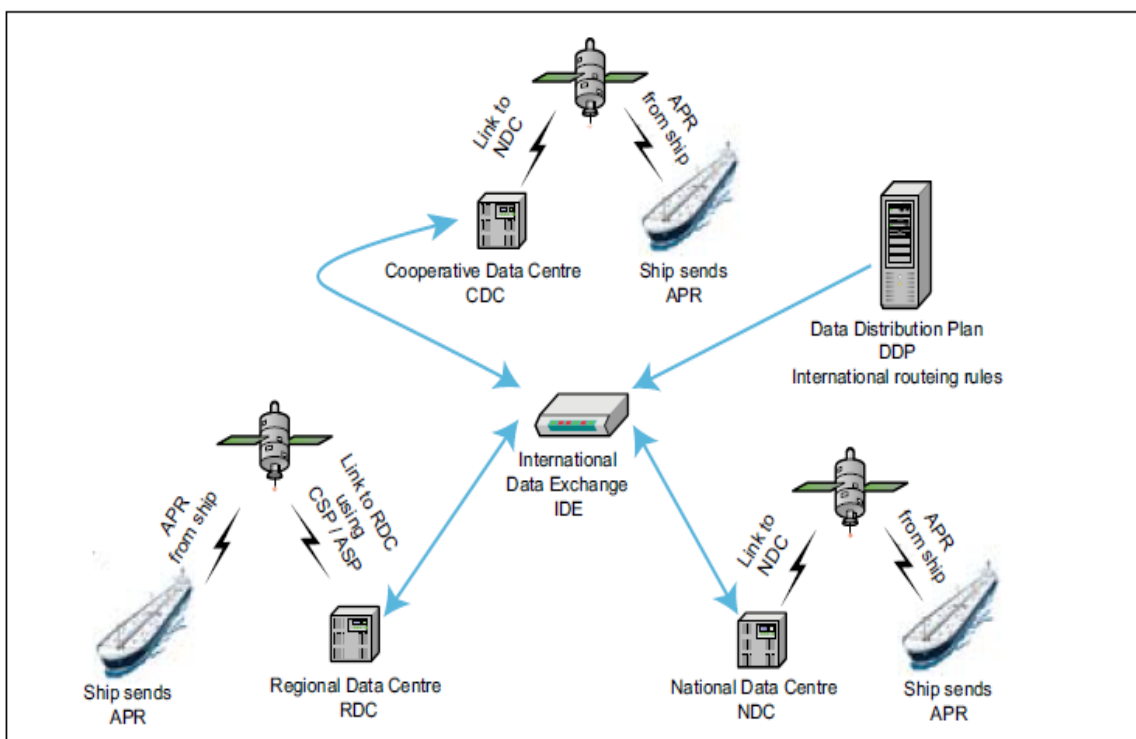 Link to
NDC
APR
from ship
Cooperative Data Centre
CDC
Ship sends
APR
Data Distribution Plan
DDP
International routeing rules
International
Data Exchange
IDE
APR
from ship
Link to RDC
using
CSP / ASP
Link to
NDC
APR
from ship
Ship sends
APR
Regional Data Centre
RDC
National Data Centre
NDC
Ship sends
APR